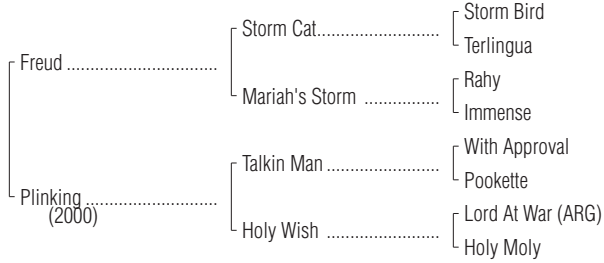 Storm Bird
Storm Cat..........................
Terlingua
Freud ................................
Rahy
Mariah's Storm ................
Immense
With Approval
Talkin Man ........................
Pookette
Plinking ............................
(2000)
Lord At War (ARG)
Holy Wish ........................
Holy Moly